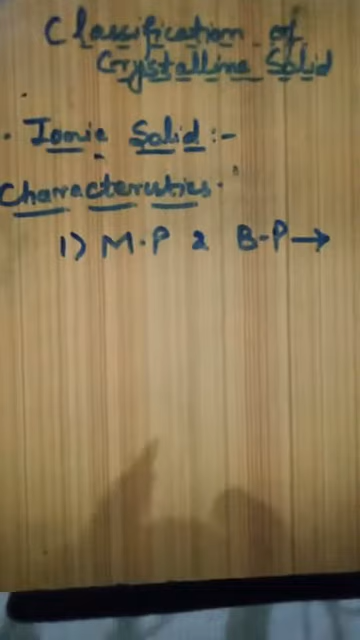 Classification of
Crystalline Solid
. Ionic Solid :-
Characteristics.
1) M.P & B-P →